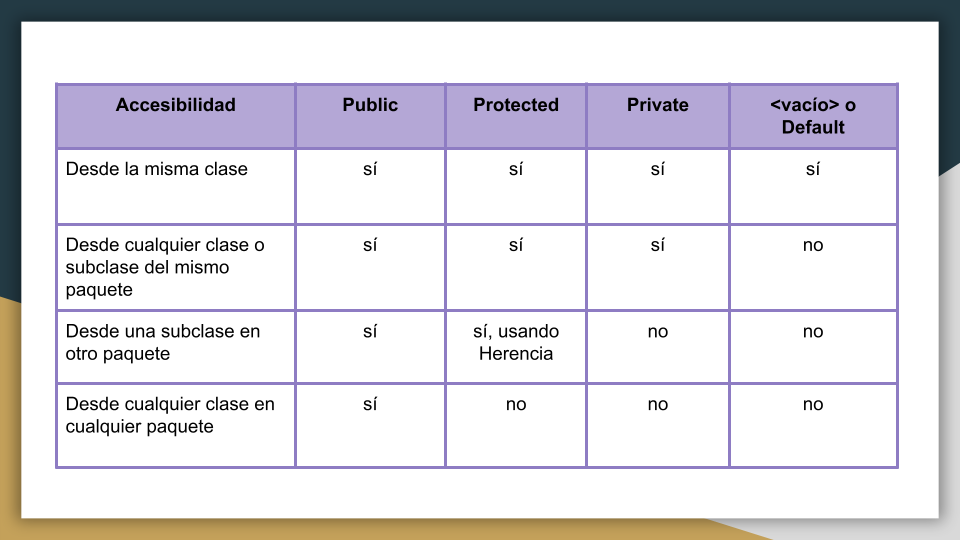 Accesibilidad Public Protected Private <vacío> o
Default
Desde la misma clase sí sí sí sí
Desde cualquier clase o sí sí sí no
subclase del mismo
paquete
Desde una subclase en sí sí, usando no no
otro paquete Herencia
Desde cualquier clase en sí no no no
cualquier paquete